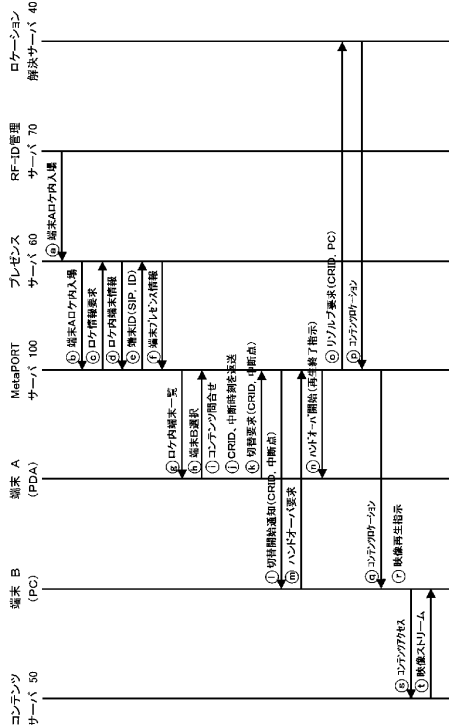 コンテンツ
サーバ 50
端末 B
(PC)
端末 A
(PDA)
MetaPORT
サーバ 100
プレゼンス
サーバ 60
RF-ID管理
サーバ 70
ロケーション
解決サーバ 40
ⓐ 端末Aロケ内入場
ⓑ 端末Aロケ内入場
ⓒ ロケ情報要求
ⓓ ロケ内端末情報
ⓔ 端末ID(SIP, ID)
ⓕ 端末プレゼンス情報
ⓖ ロケ内端末一覧
ⓗ 端末B選択
ⓘ コンテンツ問合せ
ⓙ CRID、中断時刻を返送
ⓚ 切替要求(CRID, 中断点)
ⓛ 切替開始通知(CRID, 中断点)
ⓜ ハンドオーバ要求
ⓝ ハンドオーバ開始(再生終了指示)
ⓞ リゾルブ要求(CRID, PC)
ⓟ コンテンツロケーション
ⓠ コンテンツロケーション
ⓡ 映像再生指示
ⓢ コンテンツアクセス
ⓣ 映像ストリーム